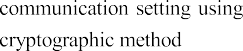 communication setting using
cryptographic method